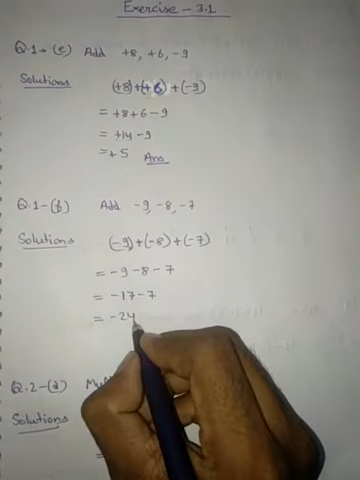 Exercise - 3.1
Q.1-(e) Add +8, +6, -9
Solutions (+8)+(+6)+(-9)
= +8+6-9
= +14-9
= +5 Ans
Q.1-(f) Add -9, -8, -7
Solutions (-9)+(-8)+(-7)
= -9-8-7
= -17-7
= -24
Q.2-(d)
Solutions
=